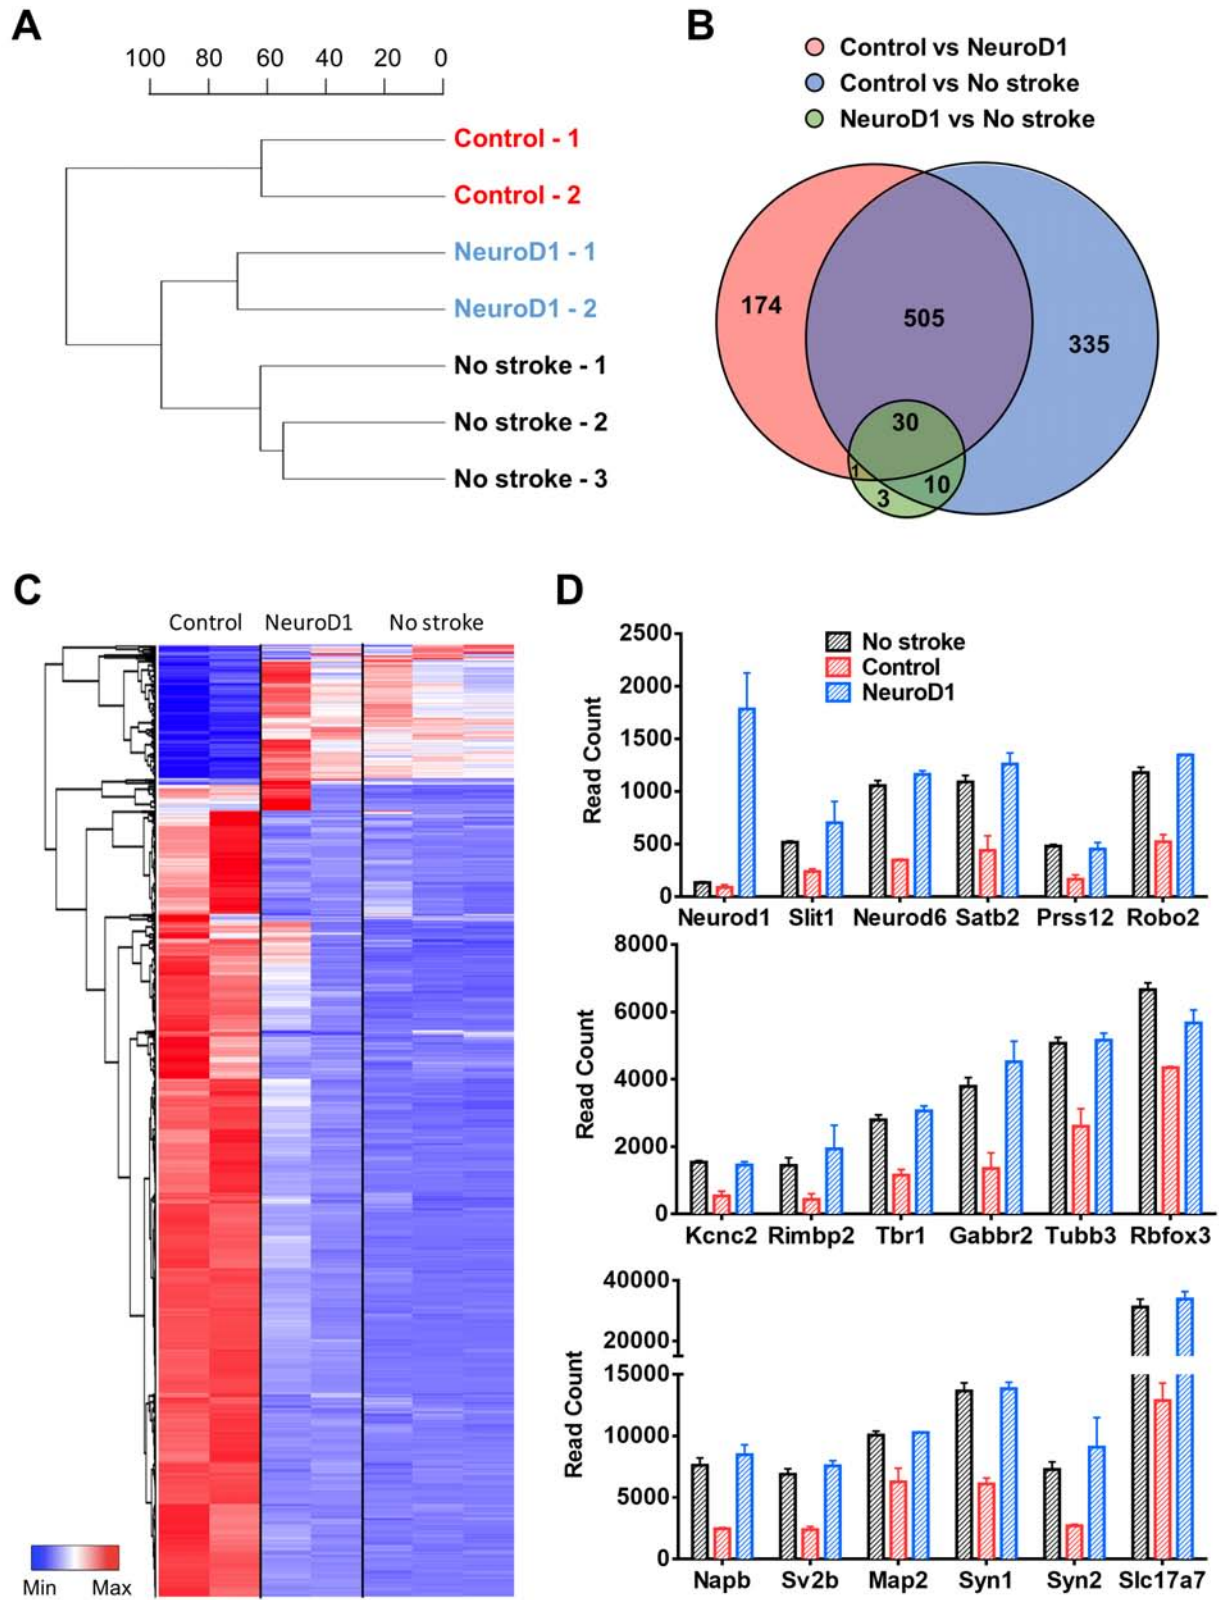 A
100 80 60 40 20 0
Control - 1
Control - 2
NeuroD1 - 1
NeuroD1 - 2
No stroke - 1
No stroke - 2
No stroke - 3
B
Control vs NeuroD1
Control vs No stroke
NeuroD1 vs No stroke
174
505
335
30
1
10
3
C
Control NeuroD1 No stroke
Min Max
D
No stroke
Control
NeuroD1
Read Count
2500
2000
1500
1000
500
0
Neurod1 Slit1 Neurod6 Satb2 Prss12 Robo2
Read Count
8000
6000
4000
2000
0
Kcnc2 Rimbp2 Tbr1 Gabbr2 Tubb3 Rbfox3
Read Count
40000
20000
15000
10000
5000
0
Napb Sv2b Map2 Syn1 Syn2 Slc17a7